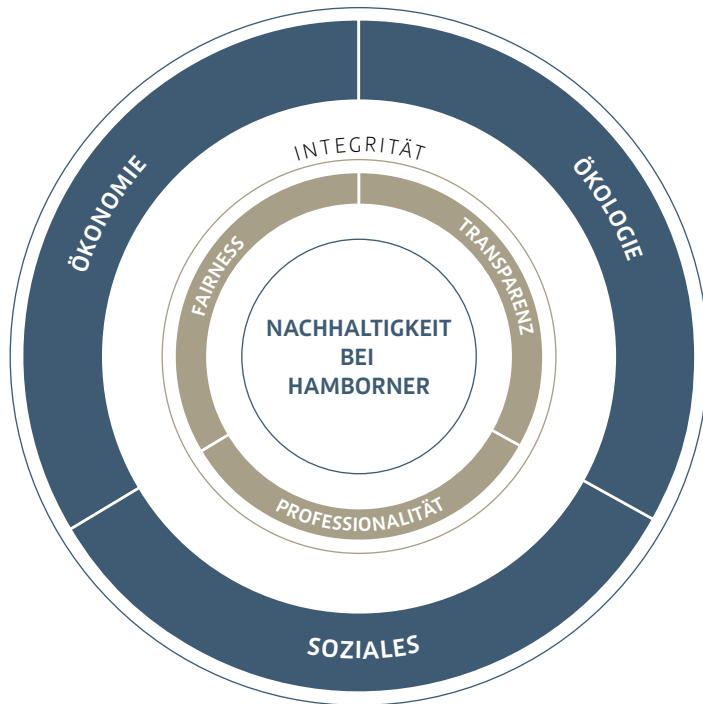 INTEGRITÄT
ÖKONOMIE
ÖKOLOGIE
FAIRNESS
TRANSPARENZ
NACHHALTIGKEIT
BEI
HAMBORNER
PROFESSIONALITÄT
SOZIALES